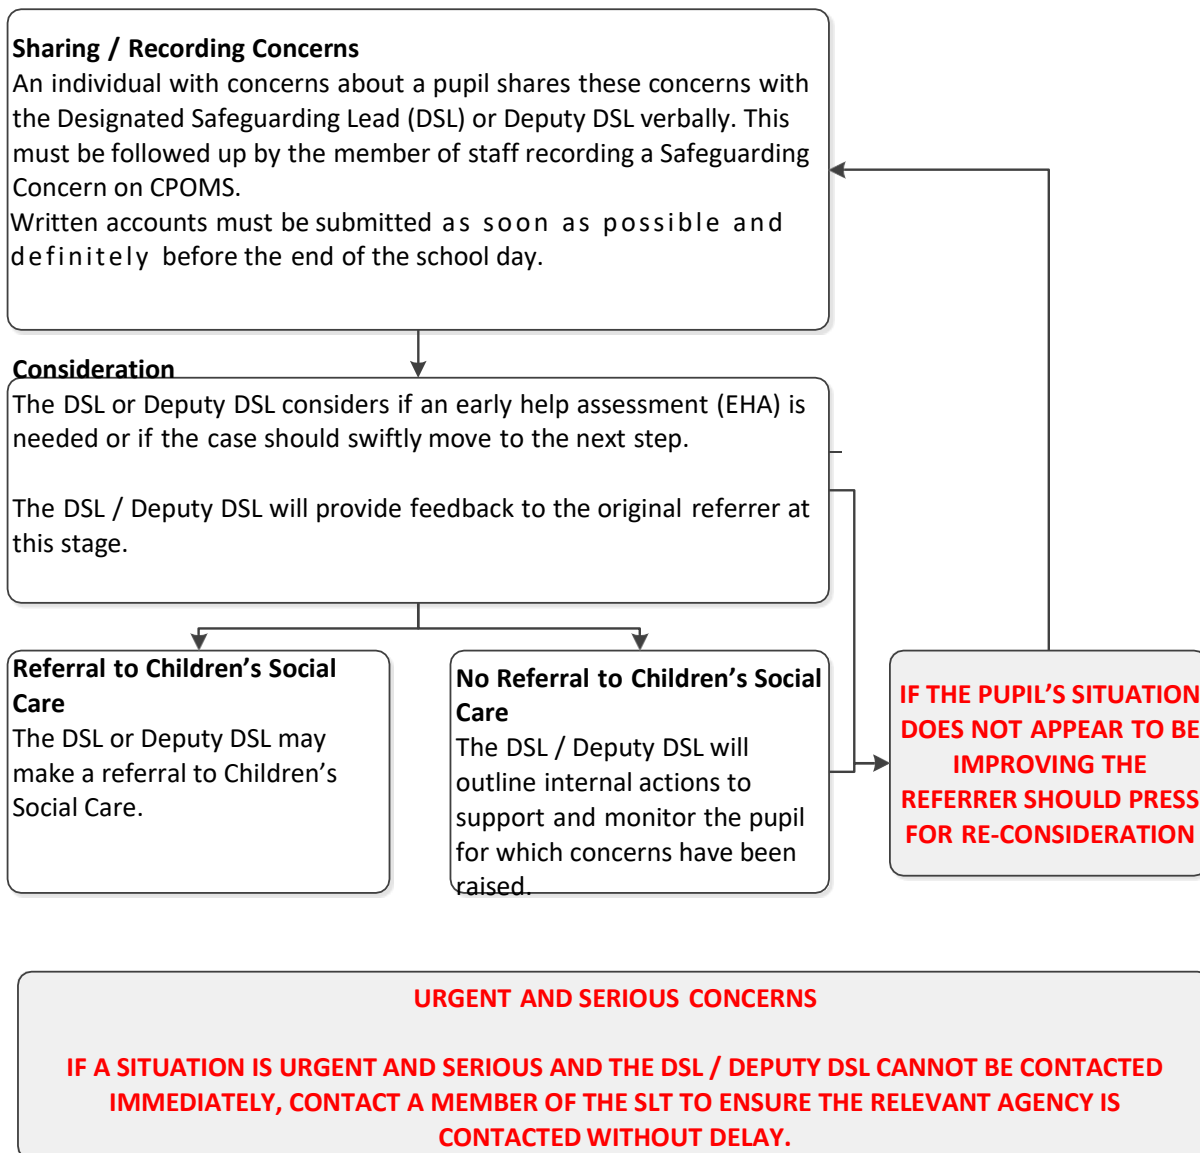 Sharing / Recording Concerns
An individual with concerns about a pupil shares these concerns with
the Designated Safeguarding Lead (DSL) or Deputy DSL verbally. This
must be followed up by the member of staff recording a Safeguarding
Concern on CPOMS.
Written accounts must be submitted as soon as possible and
definitely before the end of the school day.
Consideration
The DSL or Deputy DSL considers if an early help assessment (EHA) is
needed or if the case should swiftly move to the next step.
The DSL / Deputy DSL will provide feedback to the original referrer at
this stage.
Referral to Children’s Social
Care
The DSL or Deputy DSL may
make a referral to Children’s
Social Care.
No Referral to Children’s Social
Care
The DSL / Deputy DSL will
outline internal actions to
support and monitor the pupil
for which concerns have been
raised.
IF THE PUPIL’S SITUATION
DOES NOT APPEAR TO BE
IMPROVING THE
REFERRER SHOULD PRESS
FOR RE-CONSIDERATION
URGENT AND SERIOUS CONCERNS
IF A SITUATION IS URGENT AND SERIOUS AND THE DSL / DEPUTY DSL CANNOT BE CONTACTED
IMMEDIATELY, CONTACT A MEMBER OF THE SLT TO ENSURE THE RELEVANT AGENCY IS
CONTACTED WITHOUT DELAY.